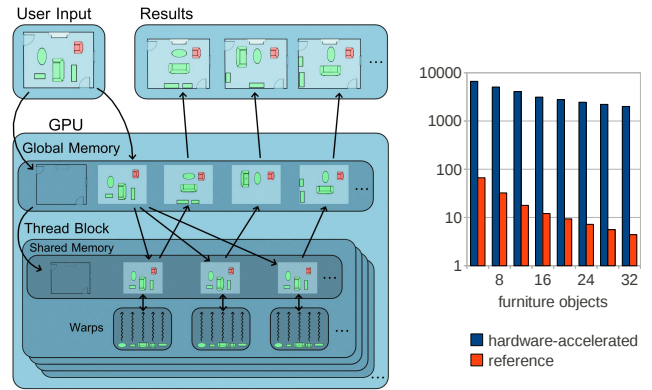 User Input
Results
...
GPU
Global Memory
...
Thread Block
Shared Memory
...
Warps
...
...
10000
1000
100
10
1
8
16
24
32
furniture objects
hardware-accelerated
reference